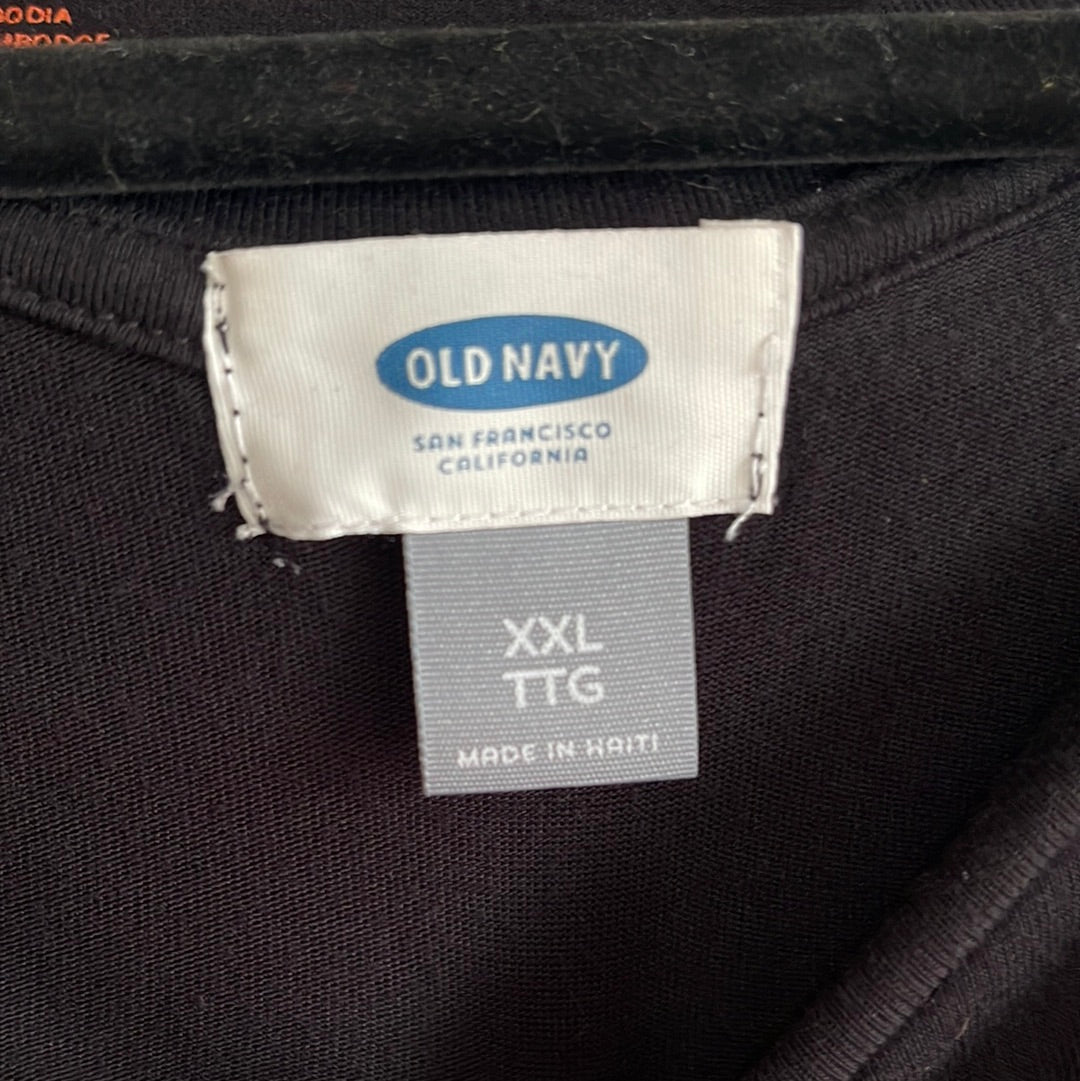 OLD NAVY
SAN FRANCISCO
CALIFORNIA
XXL
TTG
MADE IN HAITI